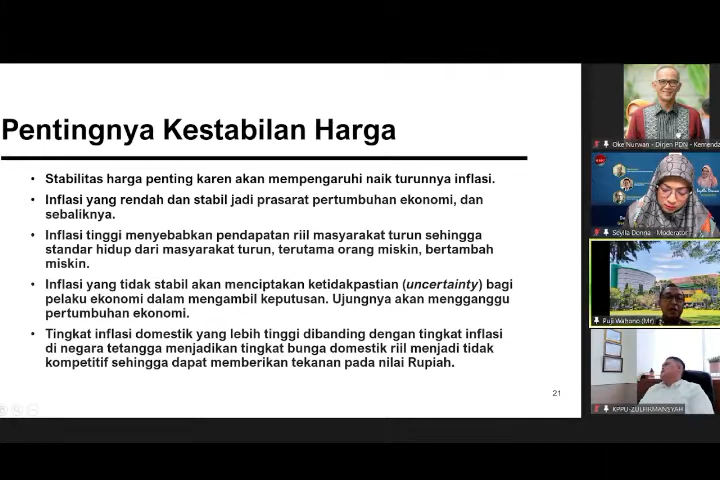 Pentingnya Kestabilan Harga
• Stabilitas harga penting karen akan mempengaruhi naik turunnya inflasi.
• Inflasi yang rendah dan stabil jadi prasarat pertumbuhan ekonomi, dan
sebaliknya.
• Inflasi tinggi menyebabkan pendapatan riil masyarakat turun sehingga
standar hidup dari masyarakat turun, terutama orang miskin, bertambah
miskin.
• Inflasi yang tidak stabil akan menciptakan ketidakpastian (uncertainty) bagi
pelaku ekonomi dalam mengambil keputusan. Ujungnya akan mengganggu
pertumbuhan ekonomi.
• Tingkat inflasi domestik yang lebih tinggi dibanding dengan tingkat inflasi
di negara tetangga menjadikan tingkat bunga domestik riil menjadi tidak
kompetitif sehingga dapat memberikan tekanan pada nilai Rupiah.
21
Oke Nurwan - Dirjen PDN - Kemenda
Seylla Donna - Moderator
Puji Wahono (Mr)
KPPU-ZULFIKMANSYAH